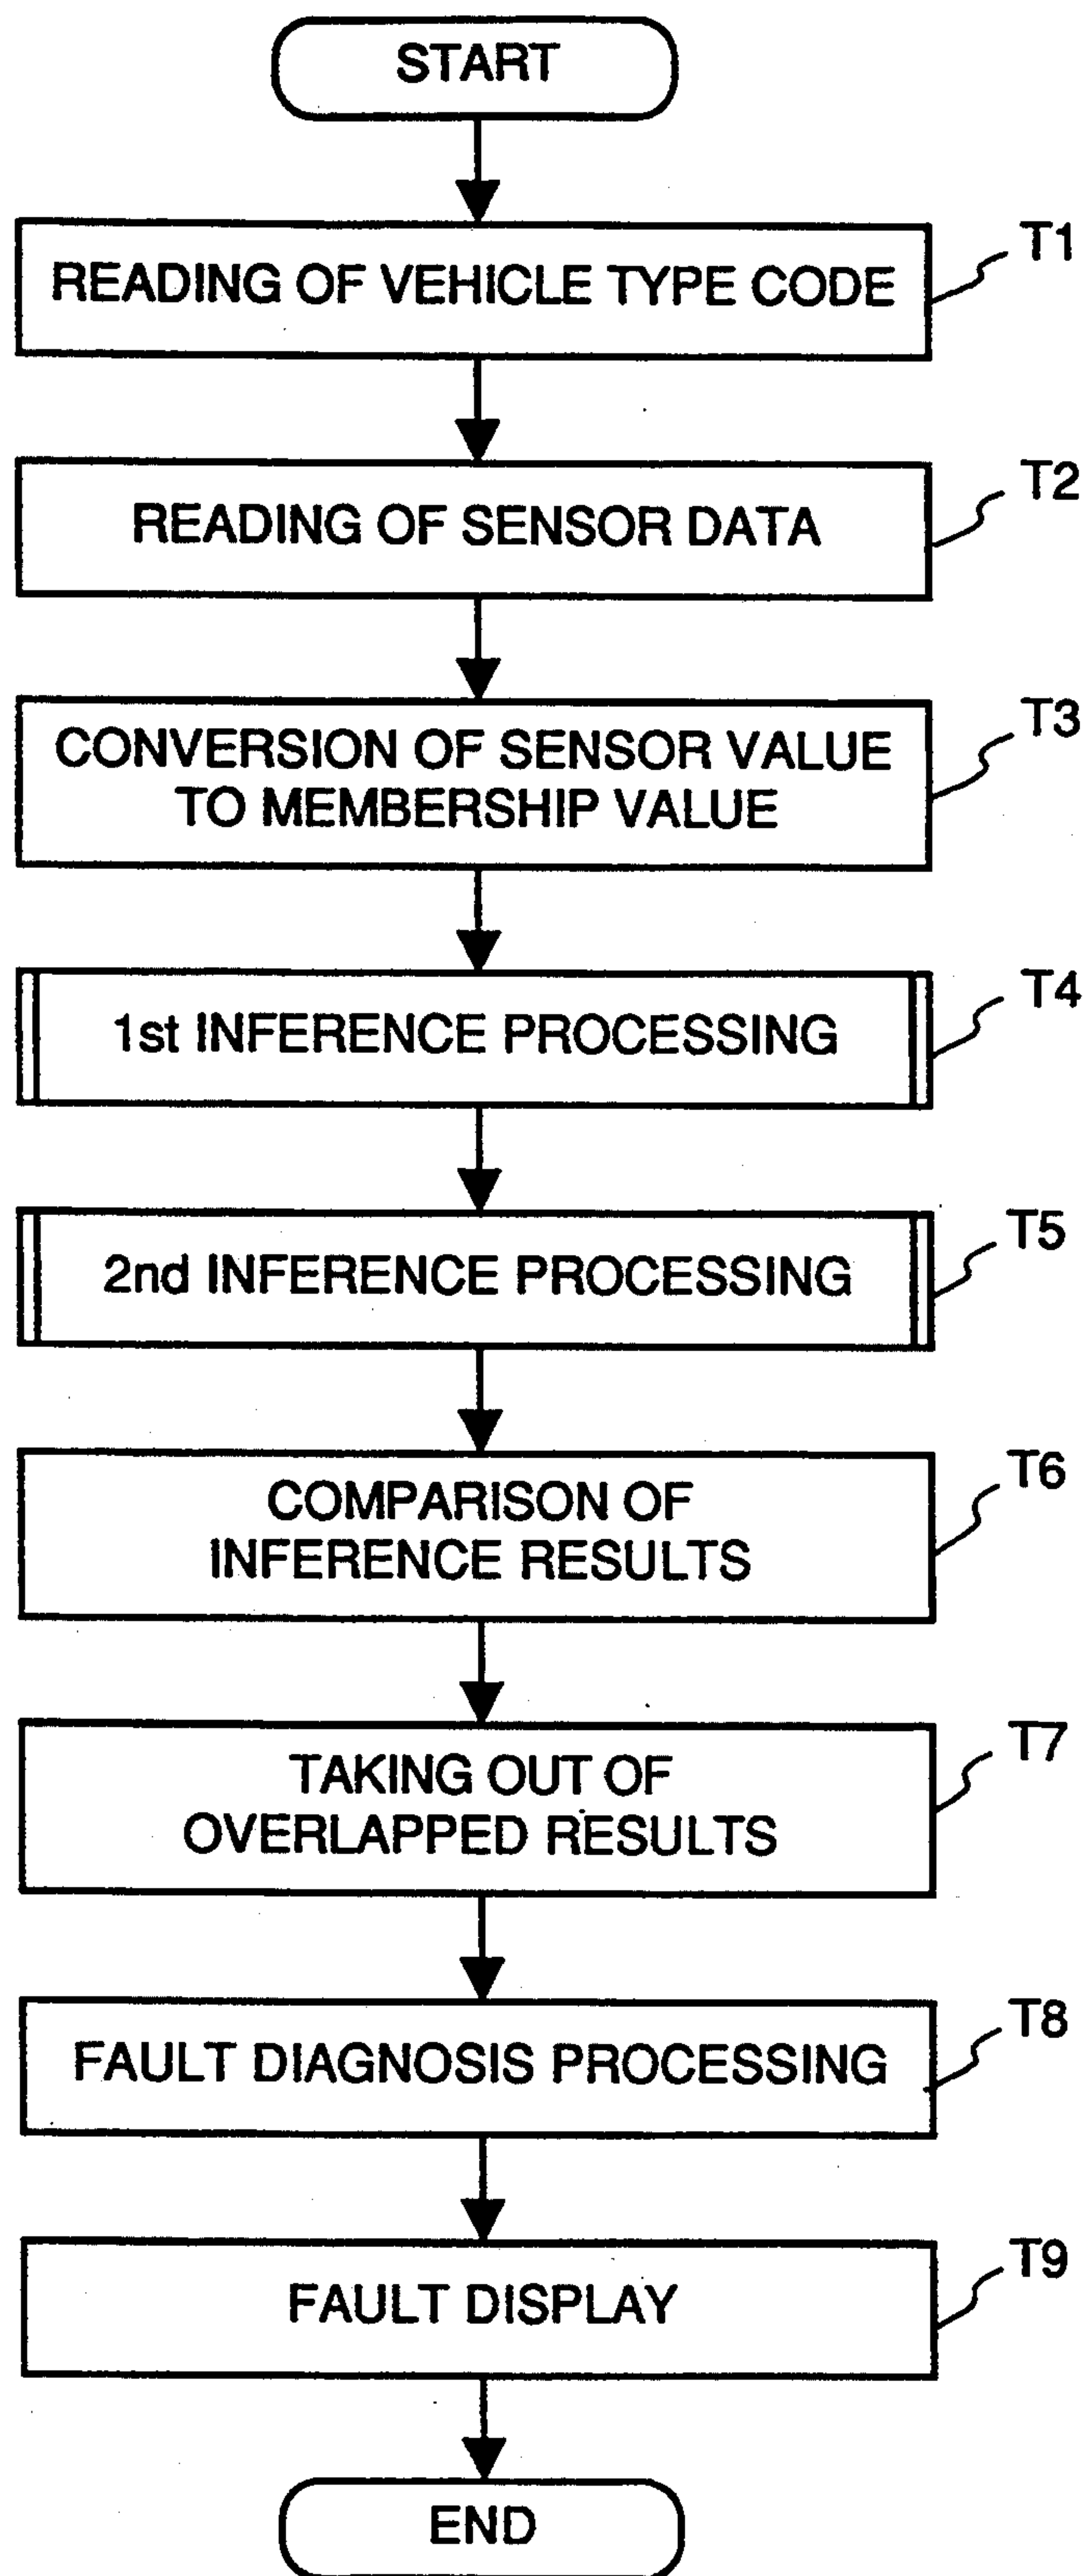 START
READING OF VEHICLE TYPE CODE
T1
READING OF SENSOR DATA
T2
CONVERSION OF SENSOR VALUE
TO MEMBERSHIP VALUE
T3
1st INFERENCE PROCESSING
T4
2nd INFERENCE PROCESSING
T5
COMPARISON OF
INFERENCE RESULTS
T6
TAKING OUT OF
OVERLAPPED RESULTS
T7
FAULT DIAGNOSIS PROCESSING
T8
FAULT DISPLAY
T9
END